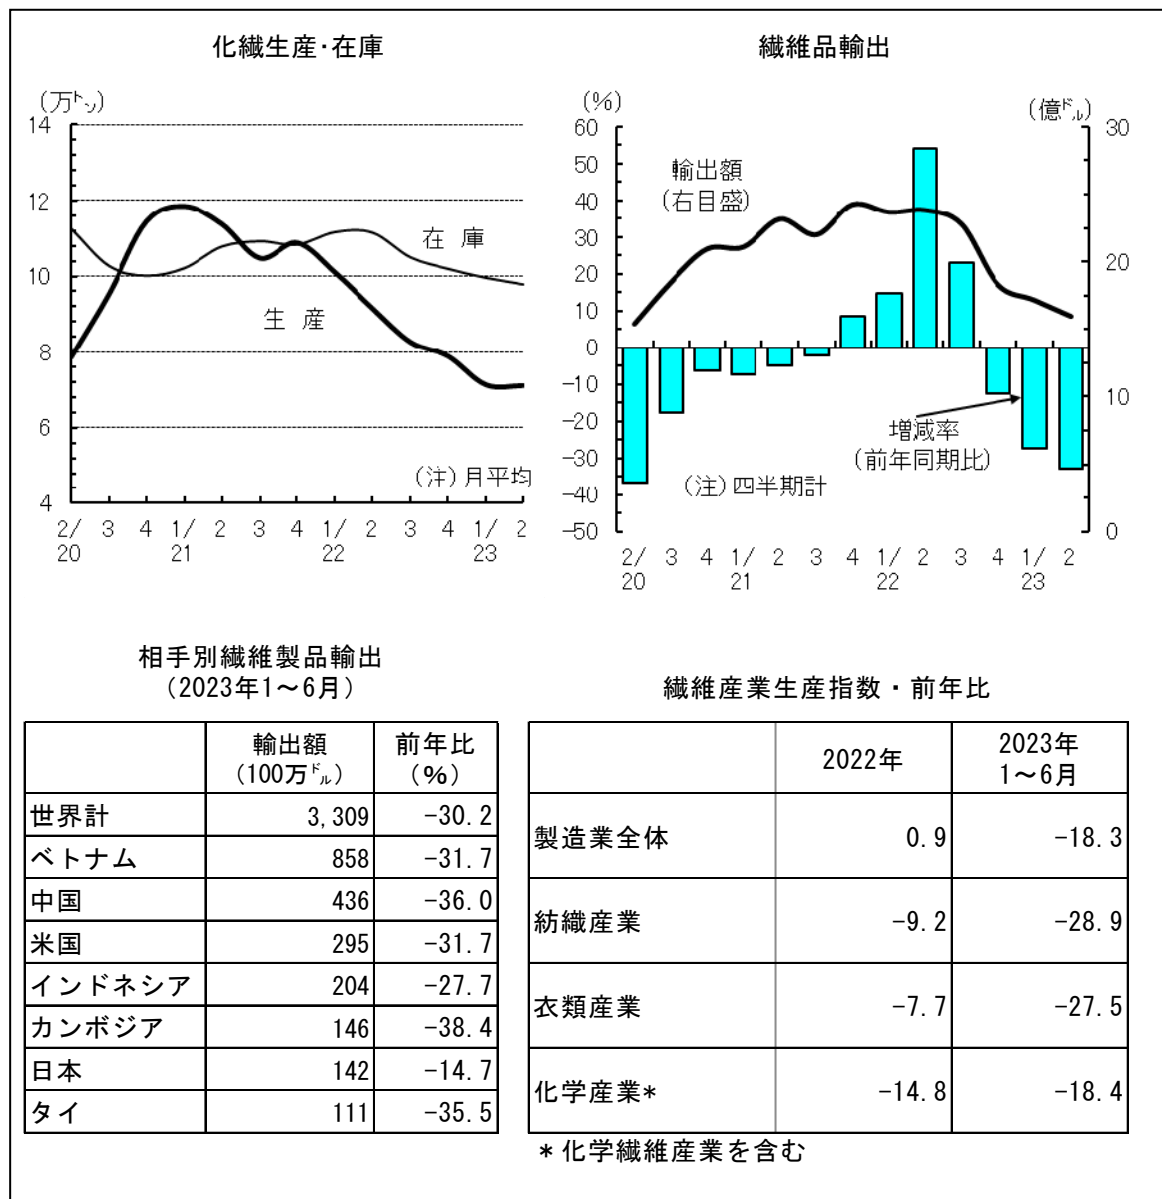 化繊生産･在庫
(万㌧)
14
12
10
8
6
4
在 庫
生 産
(注)月平均
2/ 3 4 1/ 2 3 4 1/ 2 3 4 1/ 2
20 21 22 23
繊維品輸出
(%)
(億㌦)
60
50
40
30
20
10
0
-10
-20
-30
-40
-50
30
20
10
0
輸出額
(右目盛)
増減率
(前年同期比)
(注)四半期計
2/ 3 4 1/ 2 3 4 1/ 2 3 4 1/ 2
20 21 22 23
相手別繊維製品輸出
(2023年1～6月)
輸出額 前年比
(100万㌦) (%)
世界計 3,309 -30.2
ベトナム 858 -31.7
中国 436 -36.0
米国 295 -31.7
インドネシア 204 -27.7
カンボジア 146 -38.4
日本 142 -14.7
タイ 111 -35.5
繊維産業生産指数・前年比
2022年 2023年
1～6月
製造業全体 0.9 -18.3
紡織産業 -9.2 -28.9
衣類産業 -7.7 -27.5
化学産業* -14.8 -18.4
*化学繊維産業を含む